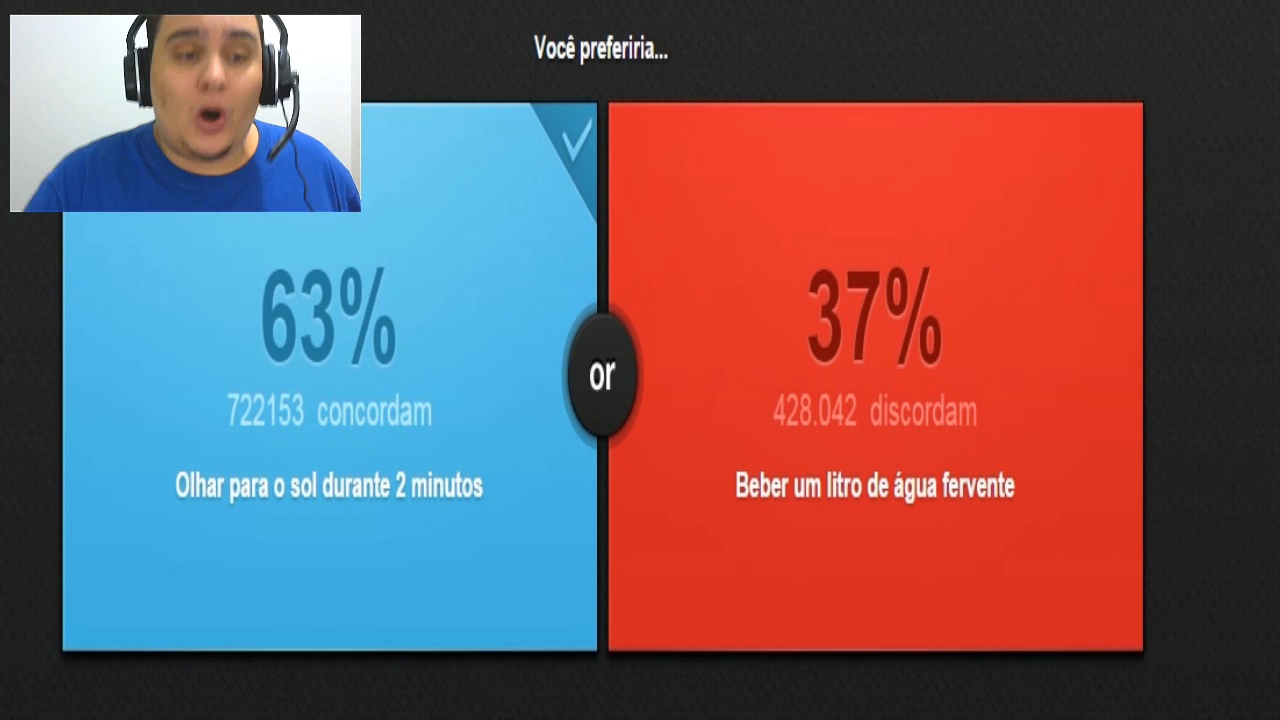 Você preferiria...
63%
722153 concordam
Olhar para o sol durante 2 minutos
or
37%
428.042 discordam
Beber um litro de água fervente